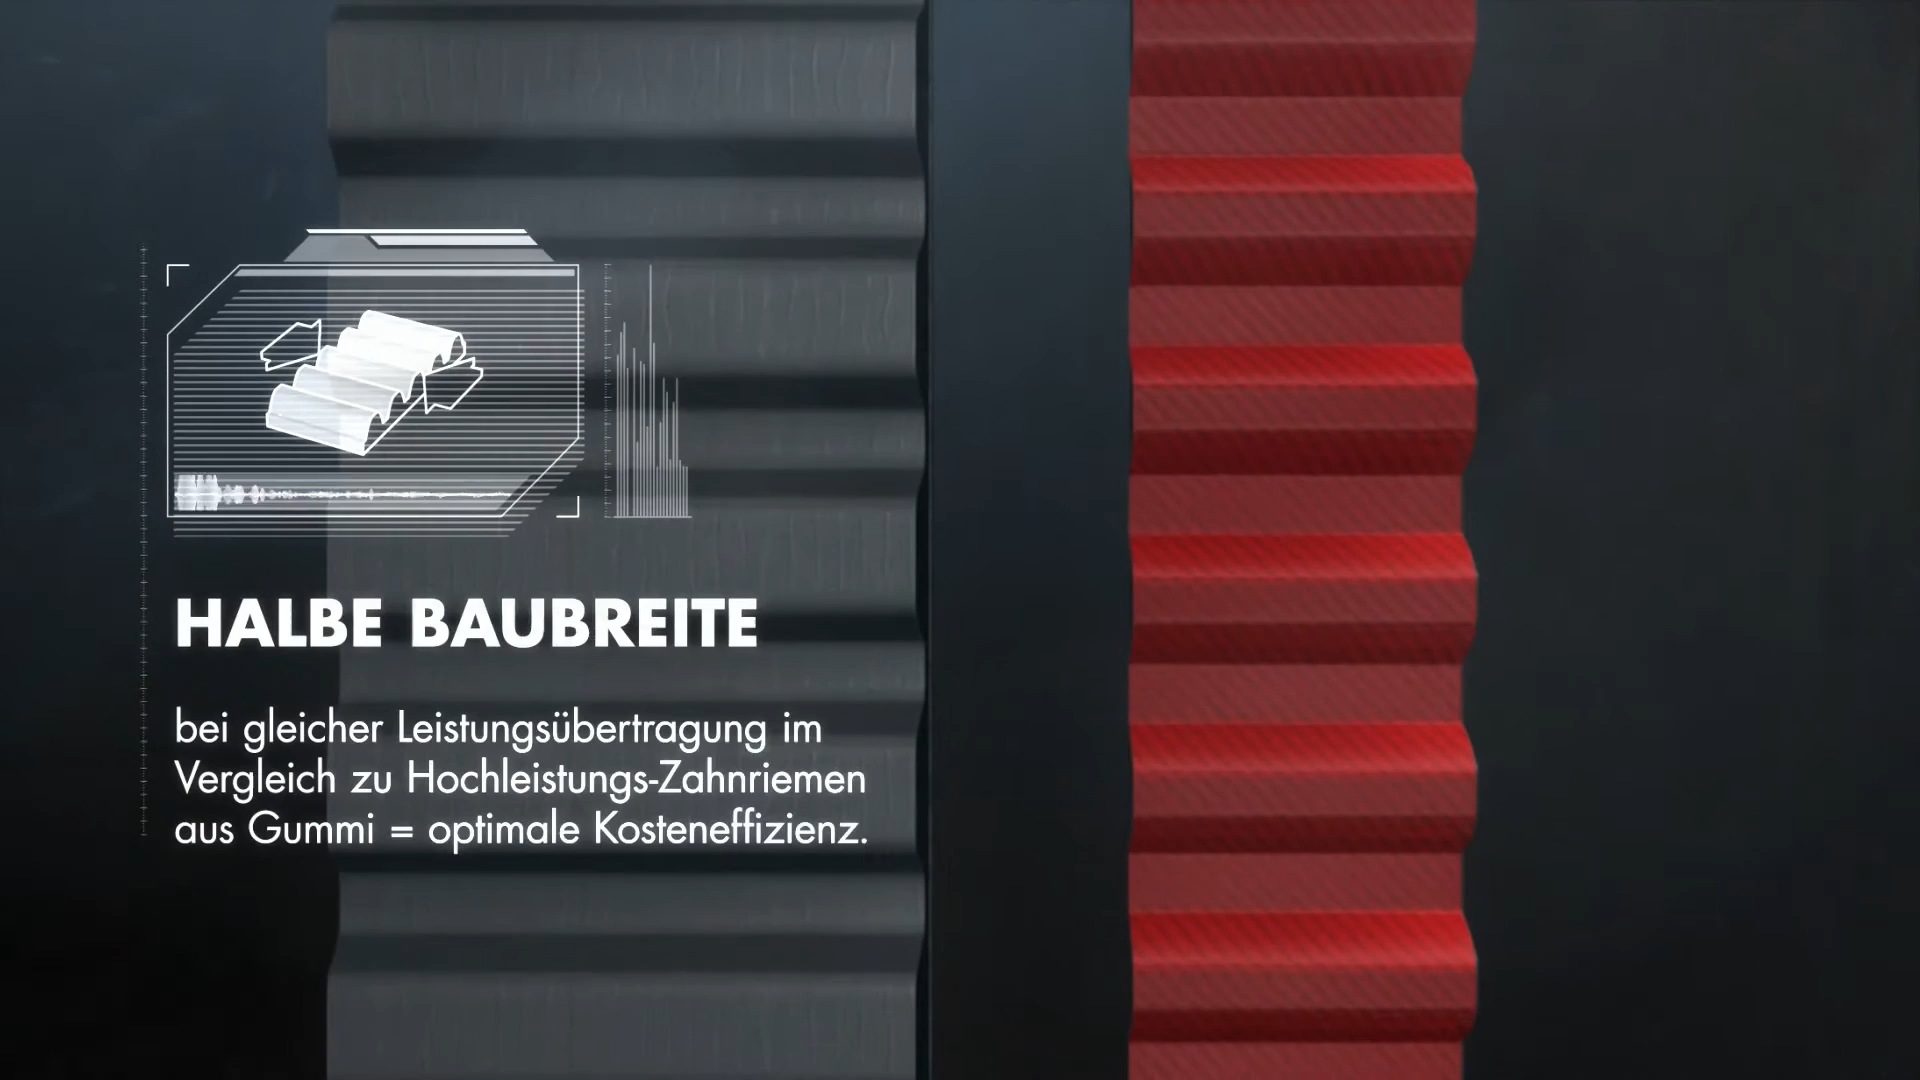 HALBE BAUBREITE
bei gleicher Leistungsübertragung im
Vergleich zu Hochleistungs-Zahnriemen
aus Gummi = optimale Kosteneffizienz.